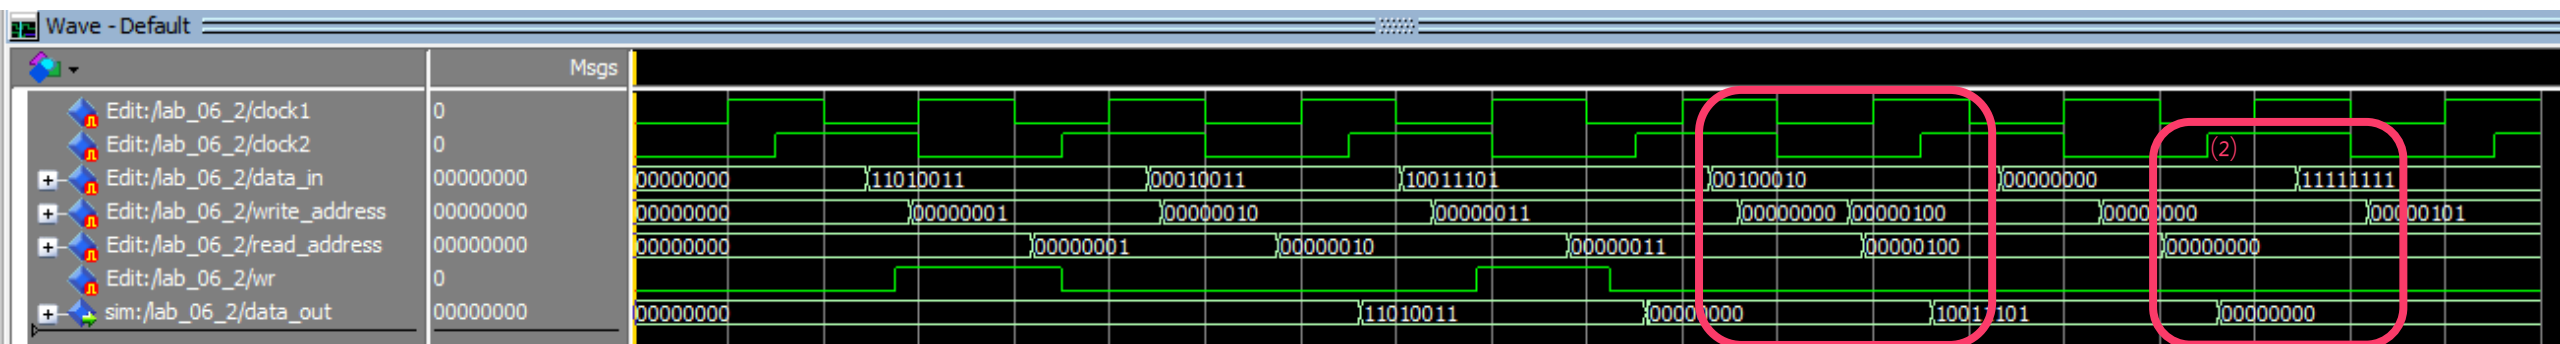 Wave - Default
Msgs
Edit:/lab_06_2/clock1 0
Edit:/lab_06_2/clock2 0 (2)
Edit:/lab_06_2/data_in 00000000 00000000 11010011 00010011 10011101 00100010 00000000 11111111
Edit:/lab_06_2/write_address 00000000 00000000 00000001 00000010 00000011 00000000 00000100 00000000 00000101
Edit:/lab_06_2/read_address 00000000 00000000 00000001 00000010 00000011 00000100 00000000
Edit:/lab_06_2/wr 0
sim:/lab_06_2/data_out 00000000 00000000 11010011 00000000 10011101 00000000